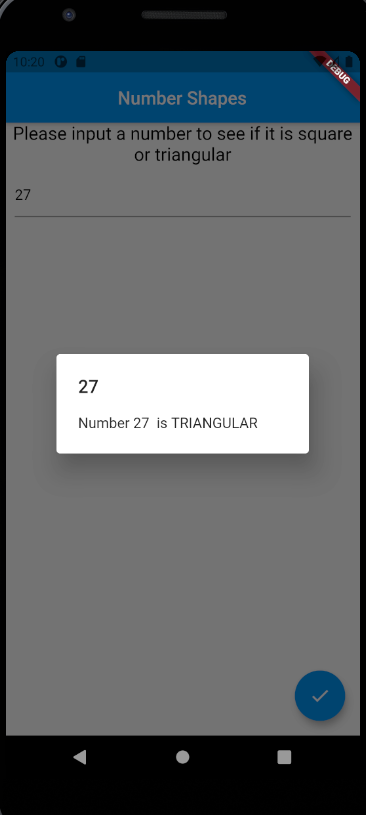 10:20
DEBUG
Number Shapes
Please input a number to see if it is square
or triangular
27
27
Number 27  is TRIANGULAR